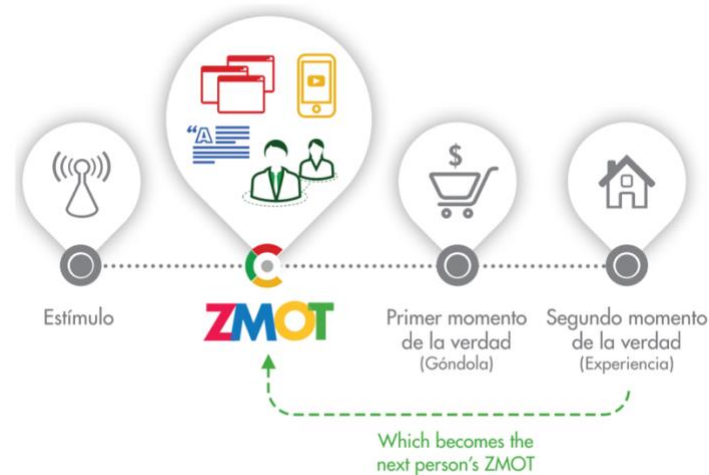 "A
$
Estímulo
ZMOT
Primer momento
de la verdad
(Góndola)
Segundo momento
de la verdad
(Experiencia)
Which becomes the
next person's ZMOT